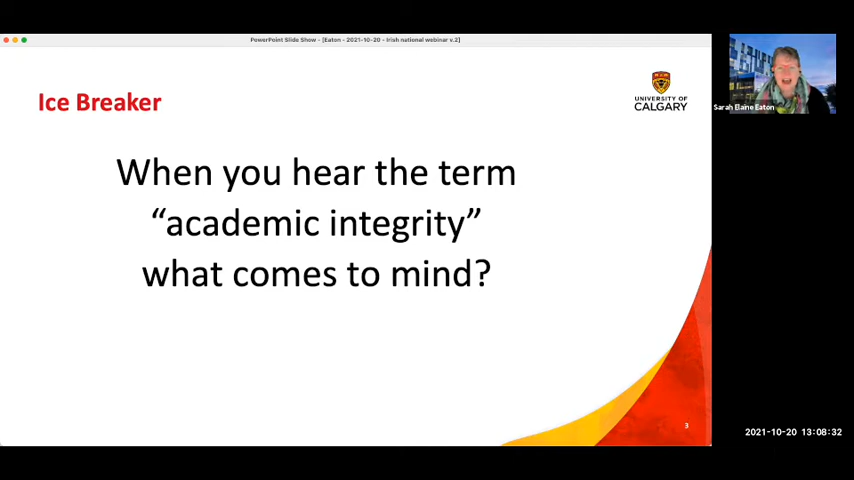 PowerPoint Slide Show - [Eaton - 2021-10-20 - Irish national webinar v.2]
Ice Breaker
UNIVERSITY OF
CALGARY
Sarah Elaine Eaton
When you hear the term
“academic integrity”
what comes to mind?
3
2021-10-20 13:08:32